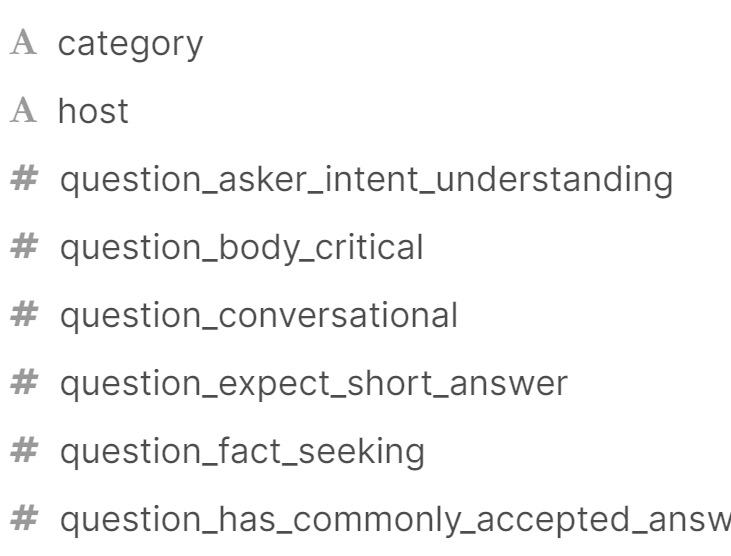 A category
A host
# question_asker_intent_understanding
# question_body_critical
# question_conversational
# question_expect_short_answer
# question_fact_seeking
# question_has_commonly_accepted_answ